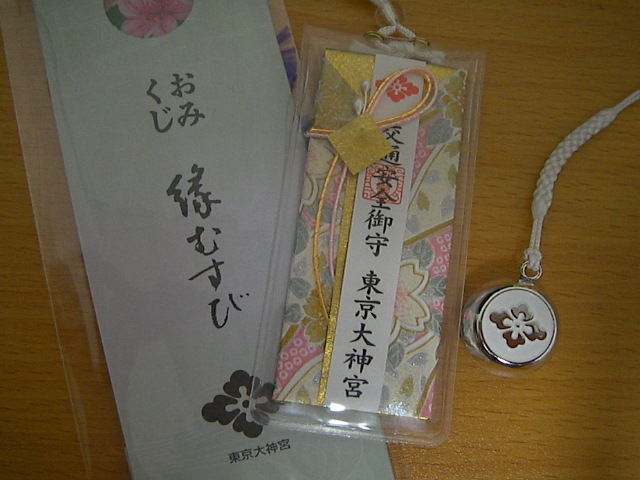 おみ
くじ
縁むすび
東京大神宮
交通安全御守 東京大神宮